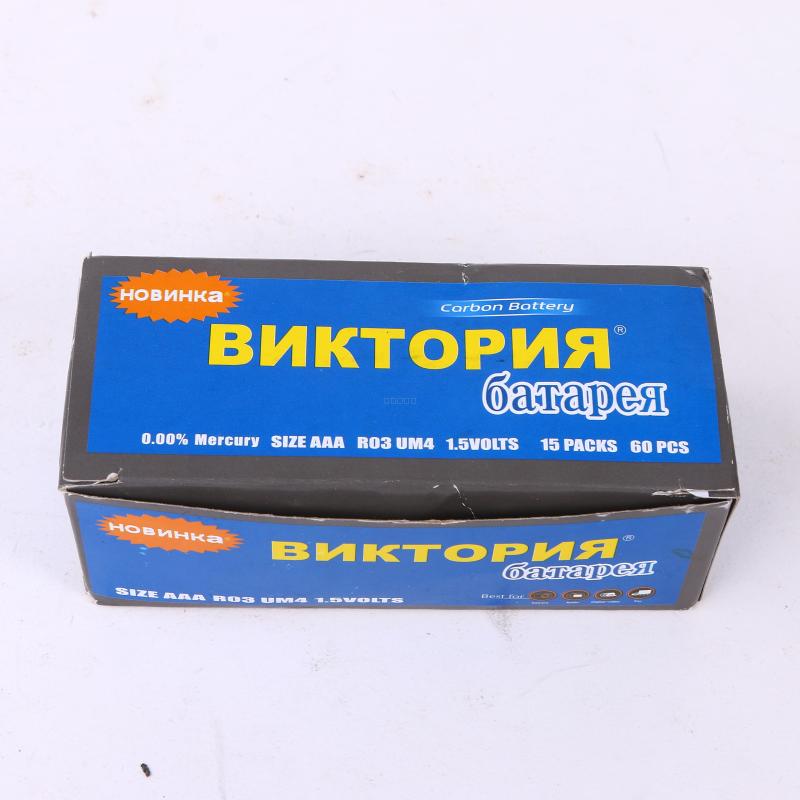 НОВИНКА
Carbon Battery
ВИКТОРИЯ®
батарея
0.00% Mercury SIZE AAA R03 UM4 1.5VOLTS 15 PACKS 60 PCS
НОВИНКА
ВИКТОРИЯ®
батарея
SIZE AAA R03 UM4 1.5VOLTS
Best for